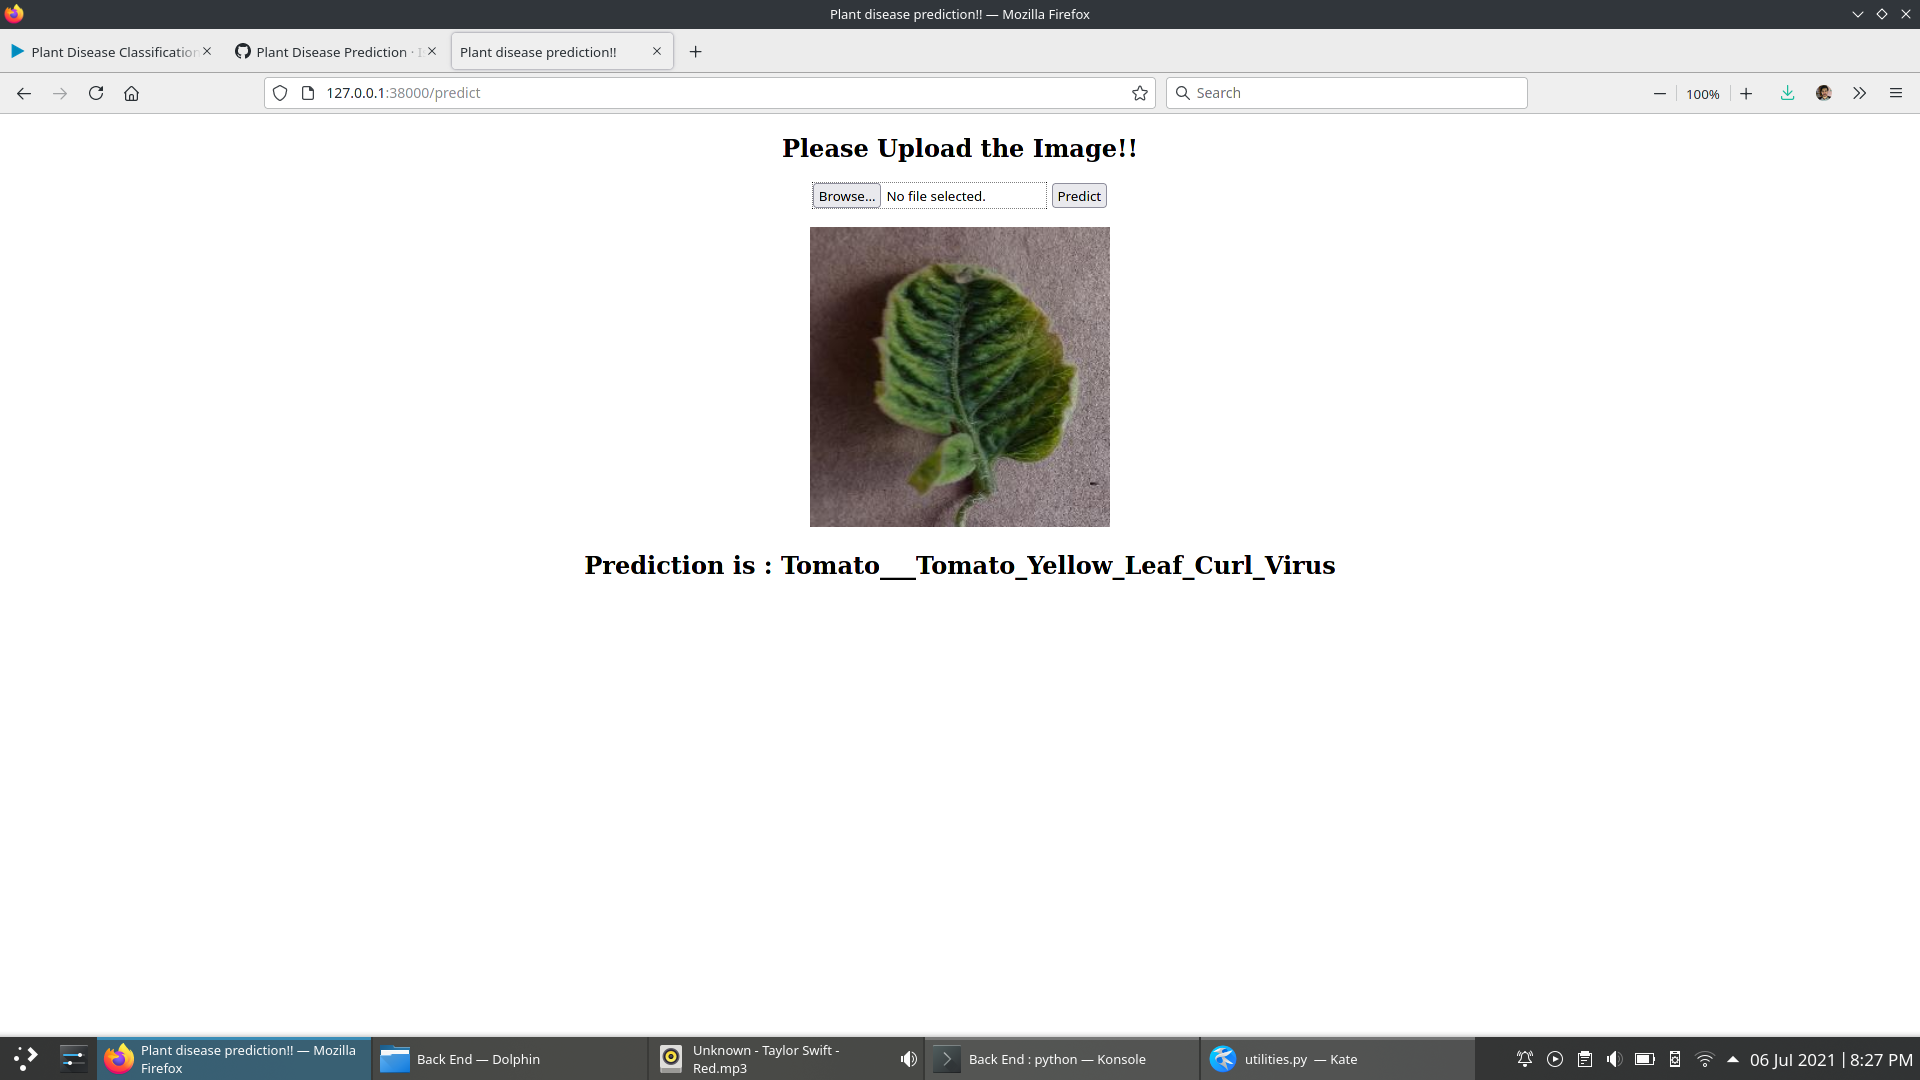 Plant disease prediction!! — Mozilla Firefox
Plant Disease Classification
Plant Disease Prediction ·
Plant disease prediction!!
127.0.0.1:38000/predict
Search
100%
Please Upload the Image!!
Browse... No file selected. Predict
Prediction is : Tomato___Tomato_Yellow_Leaf_Curl_Virus
Plant disease prediction!! — Mozilla
Firefox
Back End — Dolphin
Unknown - Taylor Swift -
Red.mp3
Back End : python — Konsole
utilities.py — Kate
06 Jul 2021 | 8:27 PM